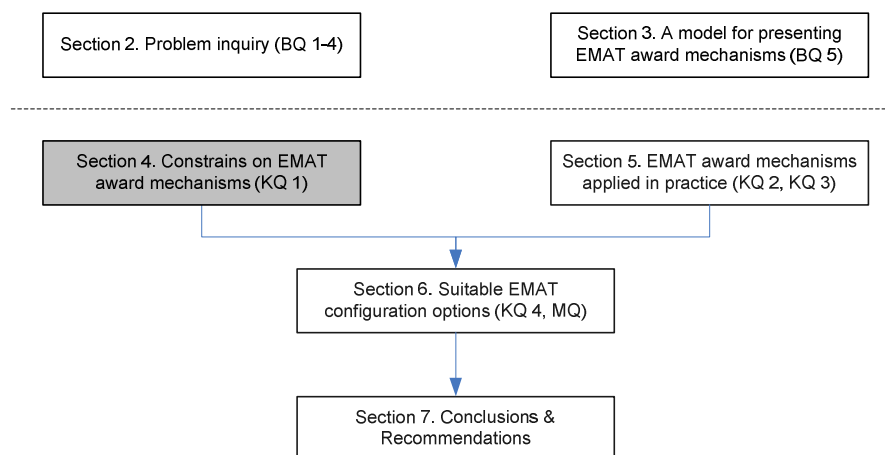 Section 2. Problem inquiry (BQ 1-4)
Section 3. A model for presenting
EMAT award mechanisms (BQ 5)
Section 4. Constrains on EMAT
award mechanisms (KQ 1)
Section 5. EMAT award mechanisms
applied in practice (KQ 2, KQ 3)
Section 6. Suitable EMAT
configuration options (KQ 4, MQ)
Section 7. Conclusions &
Recommendations